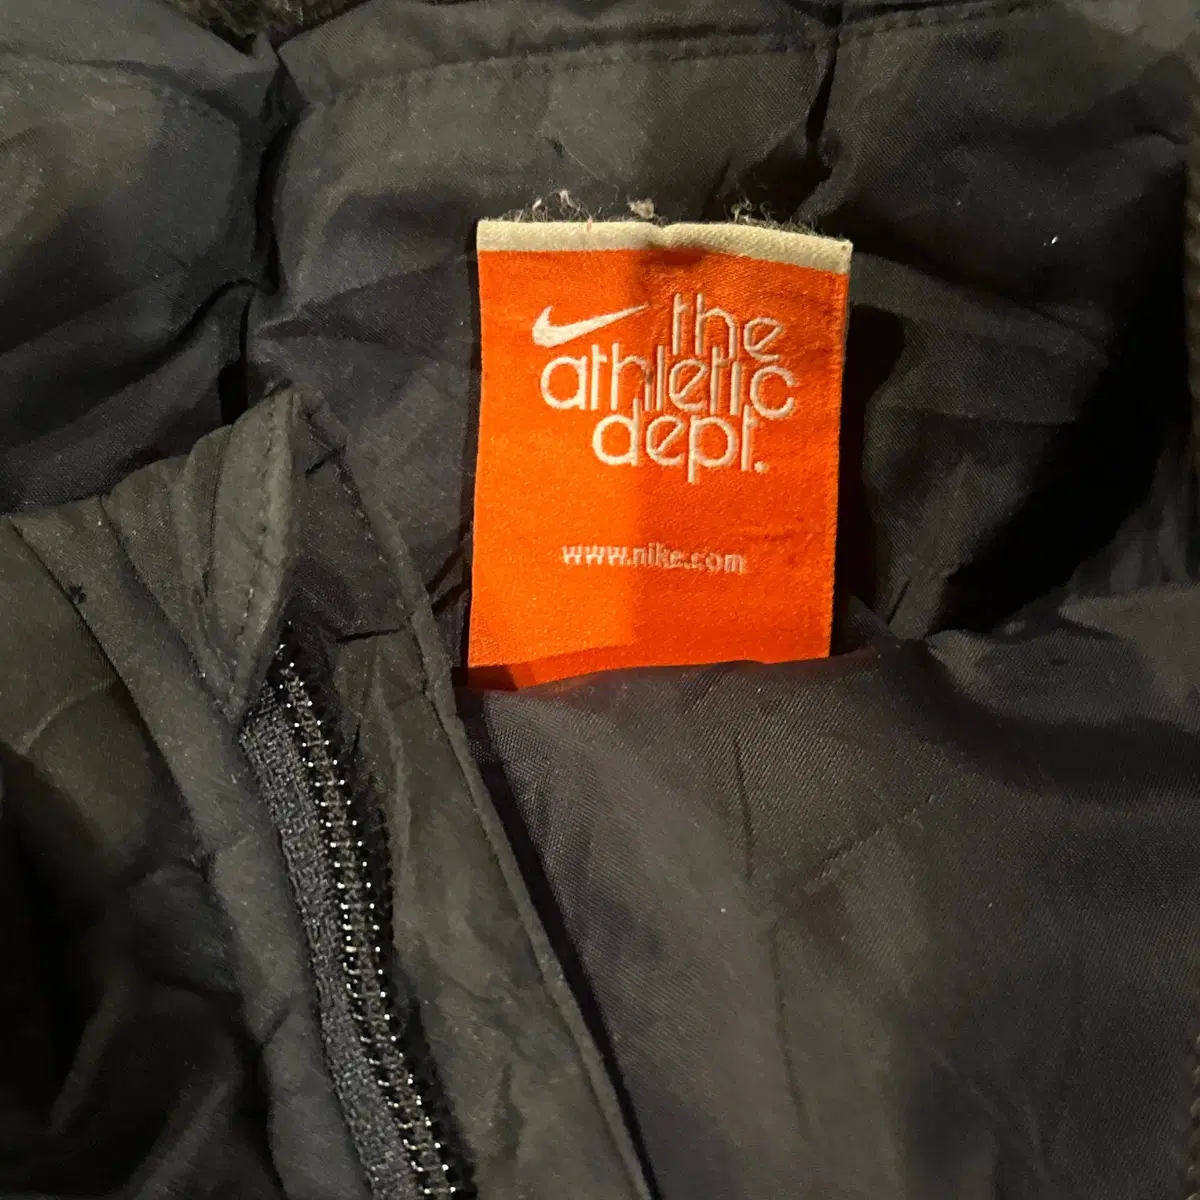 the
athletic
dept.
www.nike.com